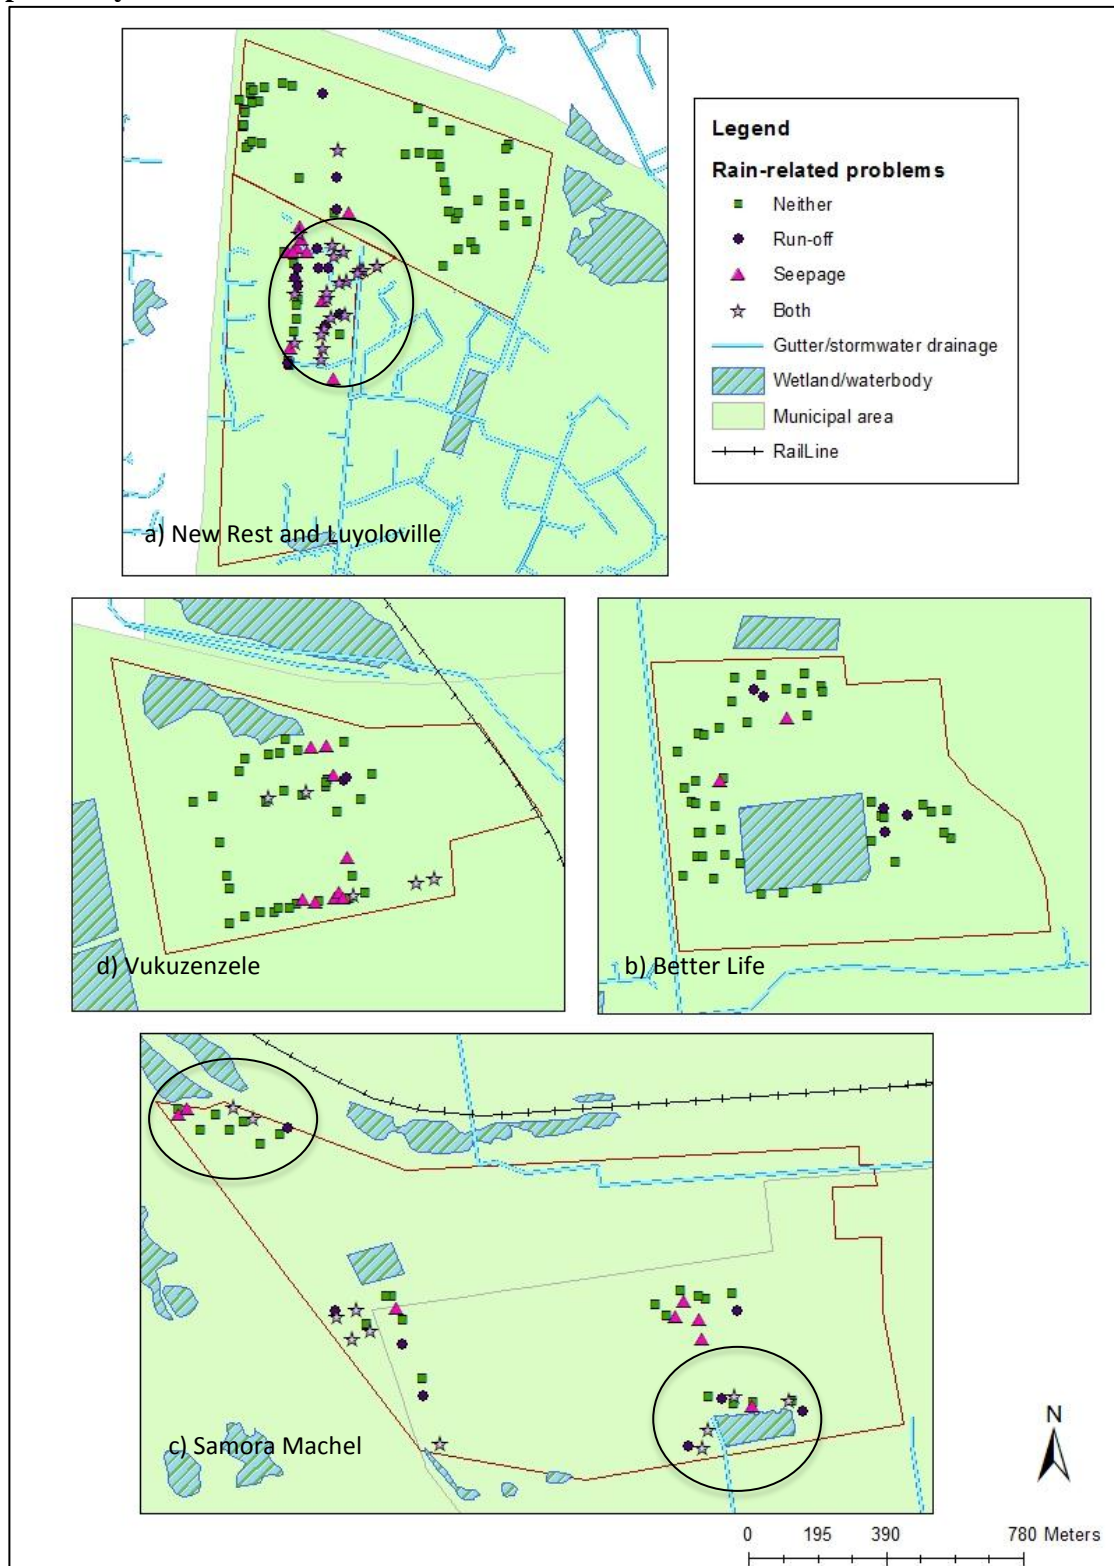 Legend
Rain-related problems
Neither
Run-off
Seepage
Both
Gutter/stormwater drainage
Wetland/waterbody
Municipal area
RailLine
a) New Rest and Luyoloville
d) Vukuzenzele
b) Better Life
c) Samora Machel
N
0 195 390 780 Meters